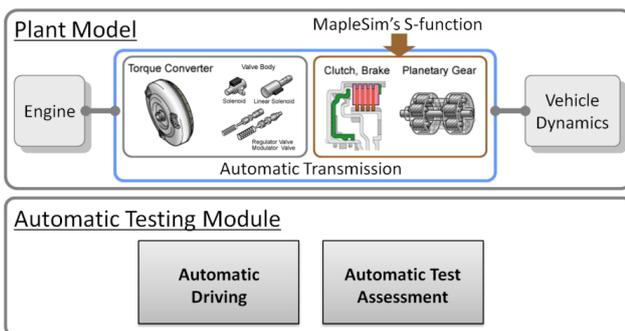 Plant Model
MapleSim's S-function
Engine
Torque Converter
Valve Body
Solenoid
Linear Solenoid
Regulator Valve
Modulator Valve
Clutch, Brake
Planetary Gear
Vehicle
Dynamics
Automatic Transmission
Automatic Testing Module
Automatic
Driving
Automatic Test
Assessment